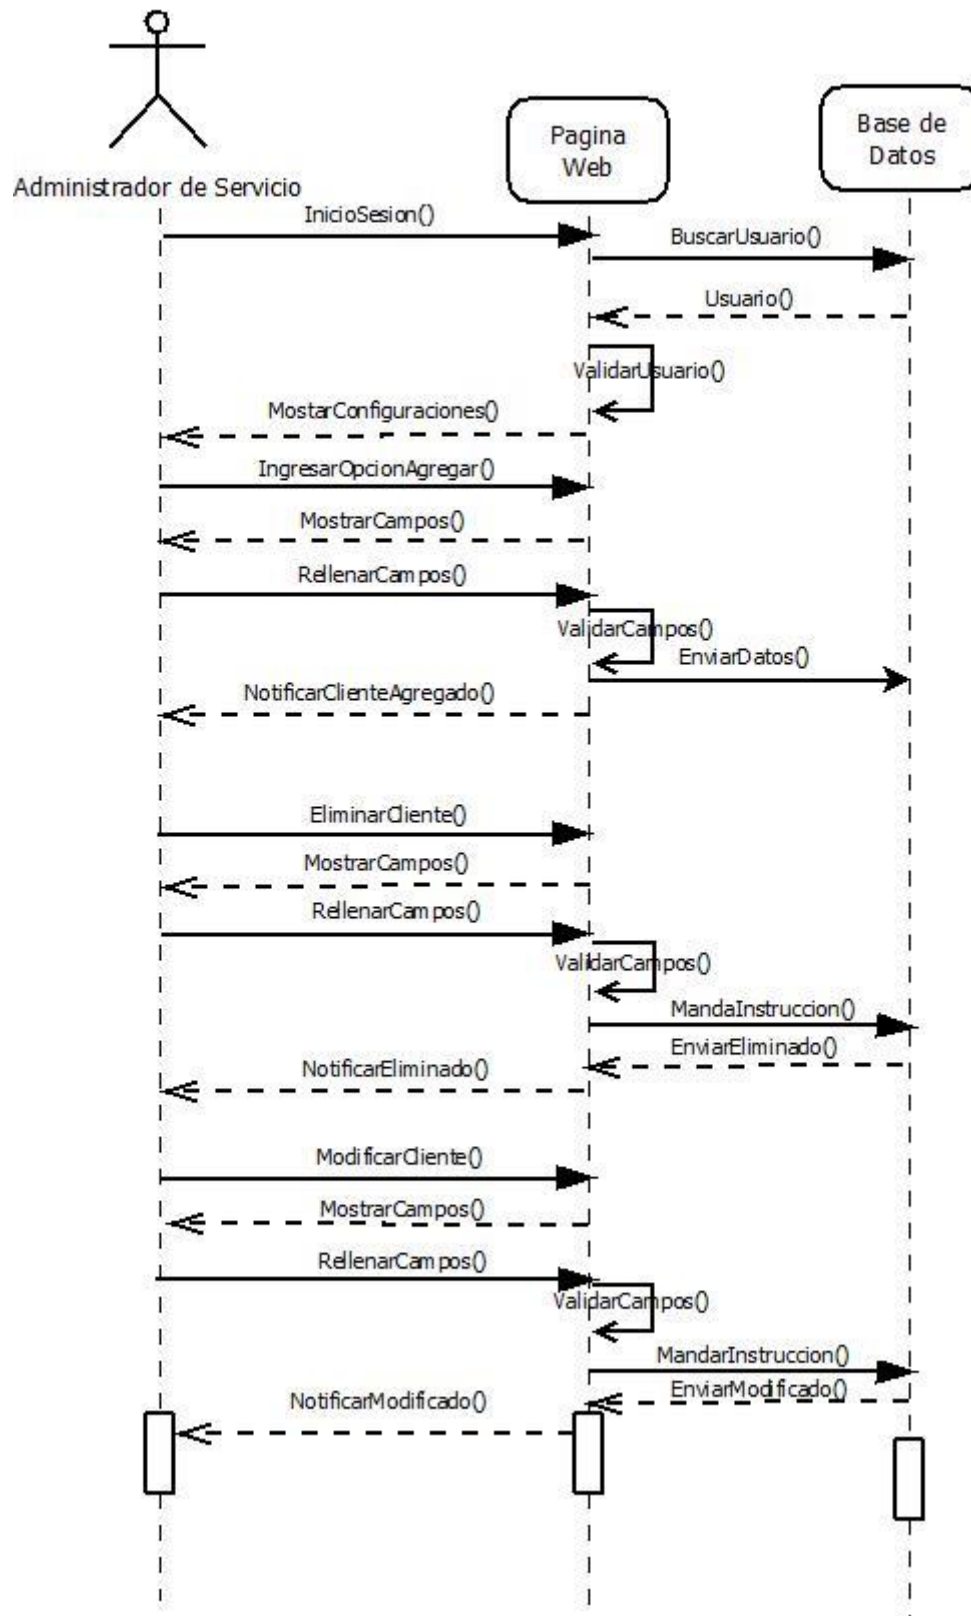 Pagina
Web
Base de
Datos
Administrador de Servicio
InicioSesion()
BuscarUsuario()
Usuario()
ValidarUsuario()
MostarConfiguraciones()
IngresarOpcionAgregar()
MostrarCampos()
RellenarCampos()
ValidarCampos()
EnviarDatos()
NotificarClienteAgregado()
EliminarCliente()
MostrarCampos()
RellenarCampos()
ValidarCampos()
MandaInstruccion()
EnviarEliminado()
NotificarEliminado()
ModificarCliente()
MostrarCampos()
RellenarCampos()
ValidarCampos()
MandarInstruccion()
EnviarModificado()
NotificarModificado()